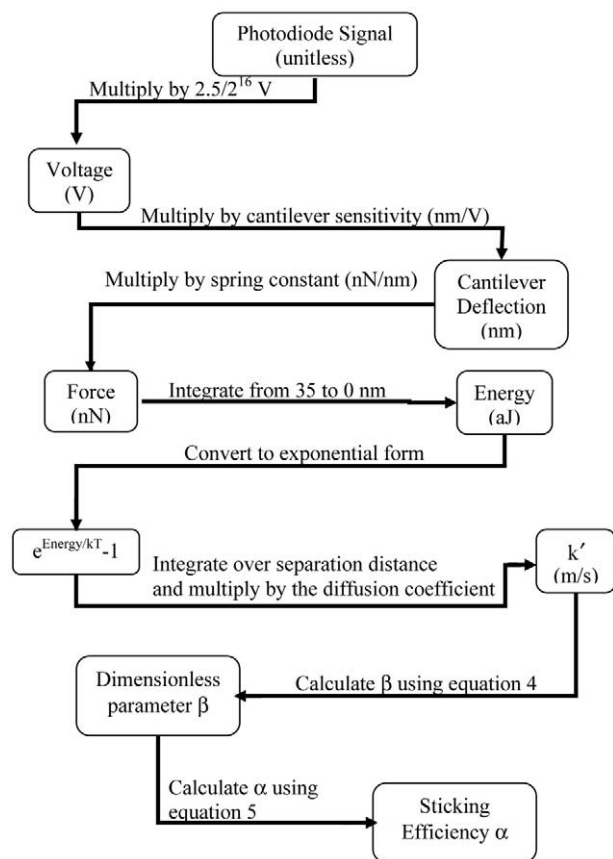 Photodiode Signal
(unitless)
Multiply by 2.5/2¹⁶ V
Voltage
(V)
Multiply by cantilever sensitivity (nm/V)
Multiply by spring constant (nN/nm)
Cantilever
Deflection
(nm)
Force
(nN)
Integrate from 35 to 0 nm
Energy
(aJ)
Convert to exponential form
e^Energy/kT-1
Integrate over separation distance
and multiply by the diffusion coefficient
k′
(m/s)
Calculate β using equation 4
Dimensionless
parameter β
Calculate α using
equation 5
Sticking
Efficiency α